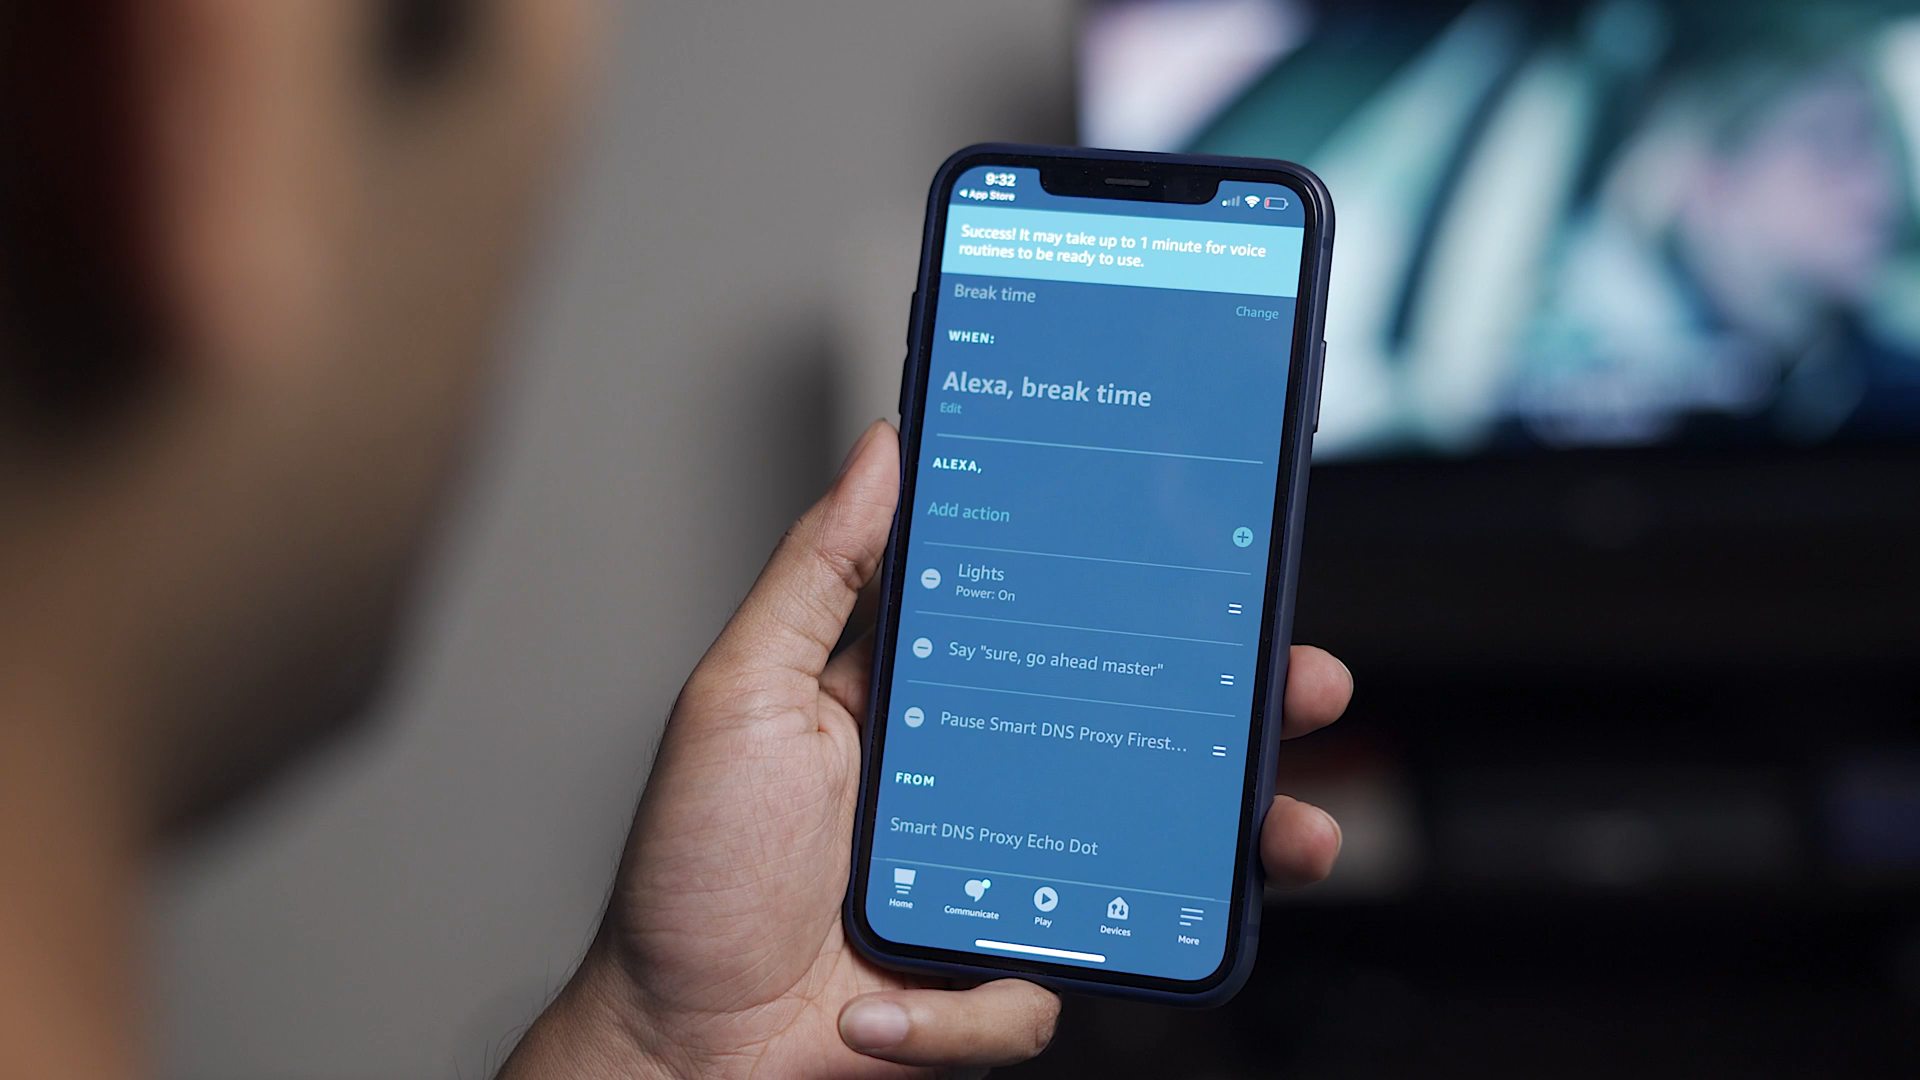 9:32
App Store
Success! It may take up to 1 minute for voice
routines to be ready to use.
Break time
Change
WHEN:
Alexa, break time
Edit
ALEXA,
Add action
Lights
Power: On
Say "sure, go ahead master"
Pause Smart DNS Proxy Firest...
FROM
Smart DNS Proxy Echo Dot
Home
Communicate
Play
Devices
More